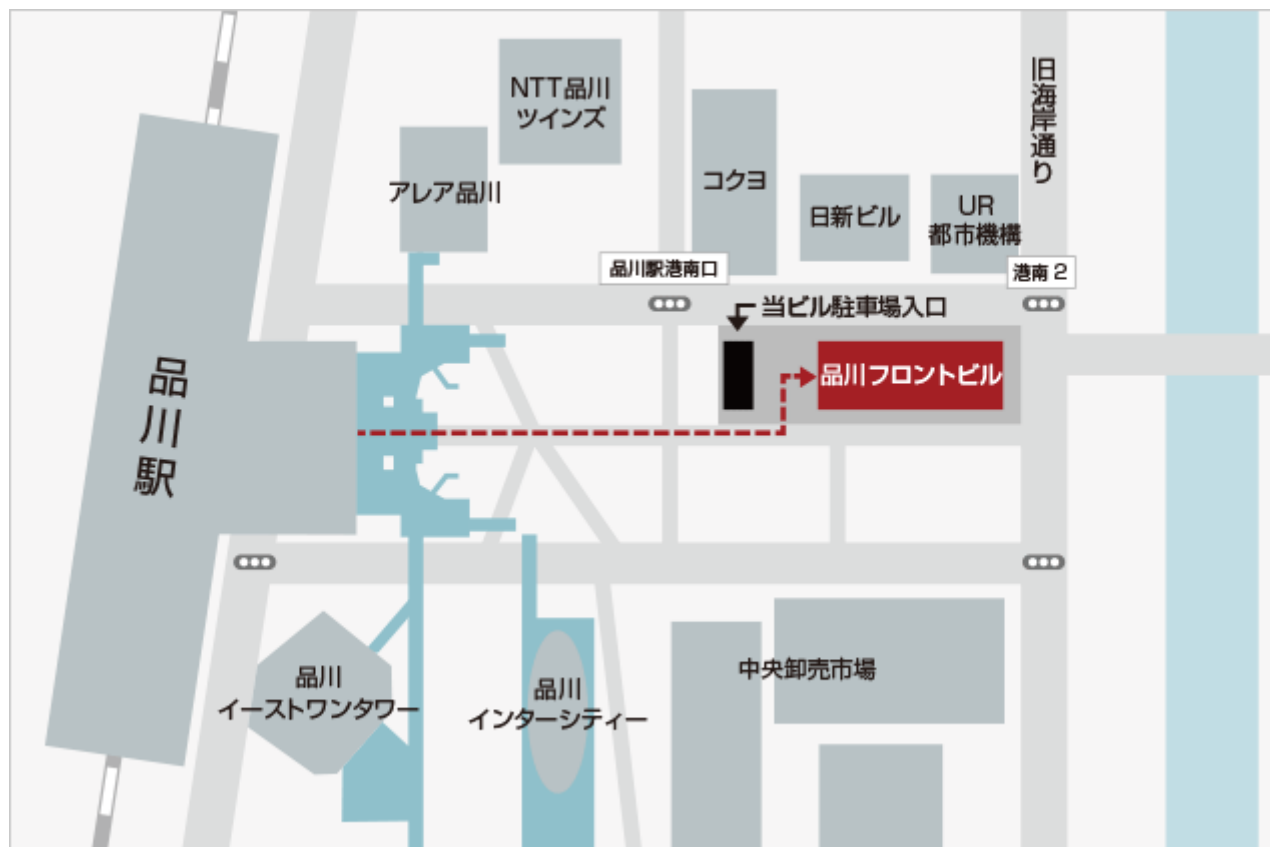 NTT品川
ツインズ
アレア品川
コクヨ
日新ビル
UR
都市機構
旧海岸通り
品川駅港南口
港南2
当ビル駐車場入口
品川フロントビル
品川駅
品川
イーストワンタワー
品川
インターシティー
中央卸売市場